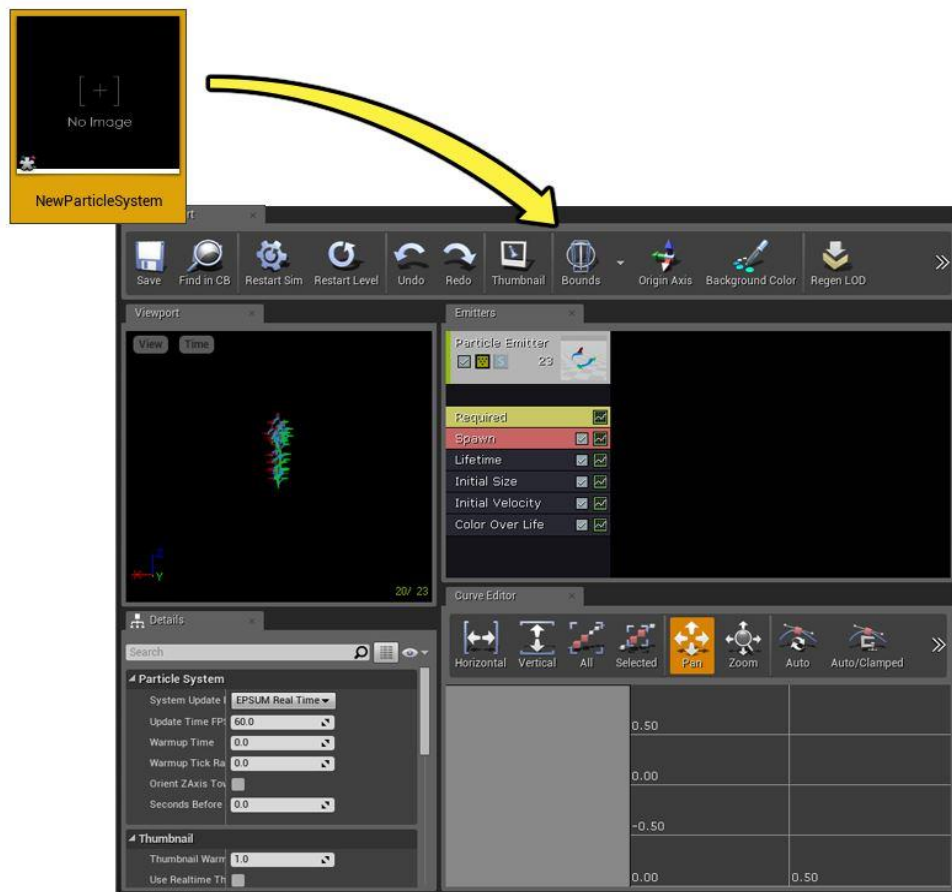 No Image
NewParticleSystem
rt
Save
Find in CB
Restart Sim
Restart Level
Undo
Redo
Thumbnail
Bounds
Origin Axis
Background Color
Regen LOD
Viewport
View
Time
Z
Y
20/ 23
Emitters
Particle Emitter
S
23
Required
Spawn
Lifetime
Initial Size
Initial Velocity
Color Over Life
Details
Search
Particle System
System Update
EPSUM Real Time
Update Time FPS
60.0
Warmup Time
0.0
Warmup Tick Ra
0.0
Orient ZAxis Tow
Seconds Before
0.0
Thumbnail
Thumbnail Warm
1.0
Use Realtime Th
Curve Editor
Horizontal
Vertical
All
Selected
Pan
Zoom
Auto
Auto/Clamped
0.50
0.00
-0.50
0.00
0.50